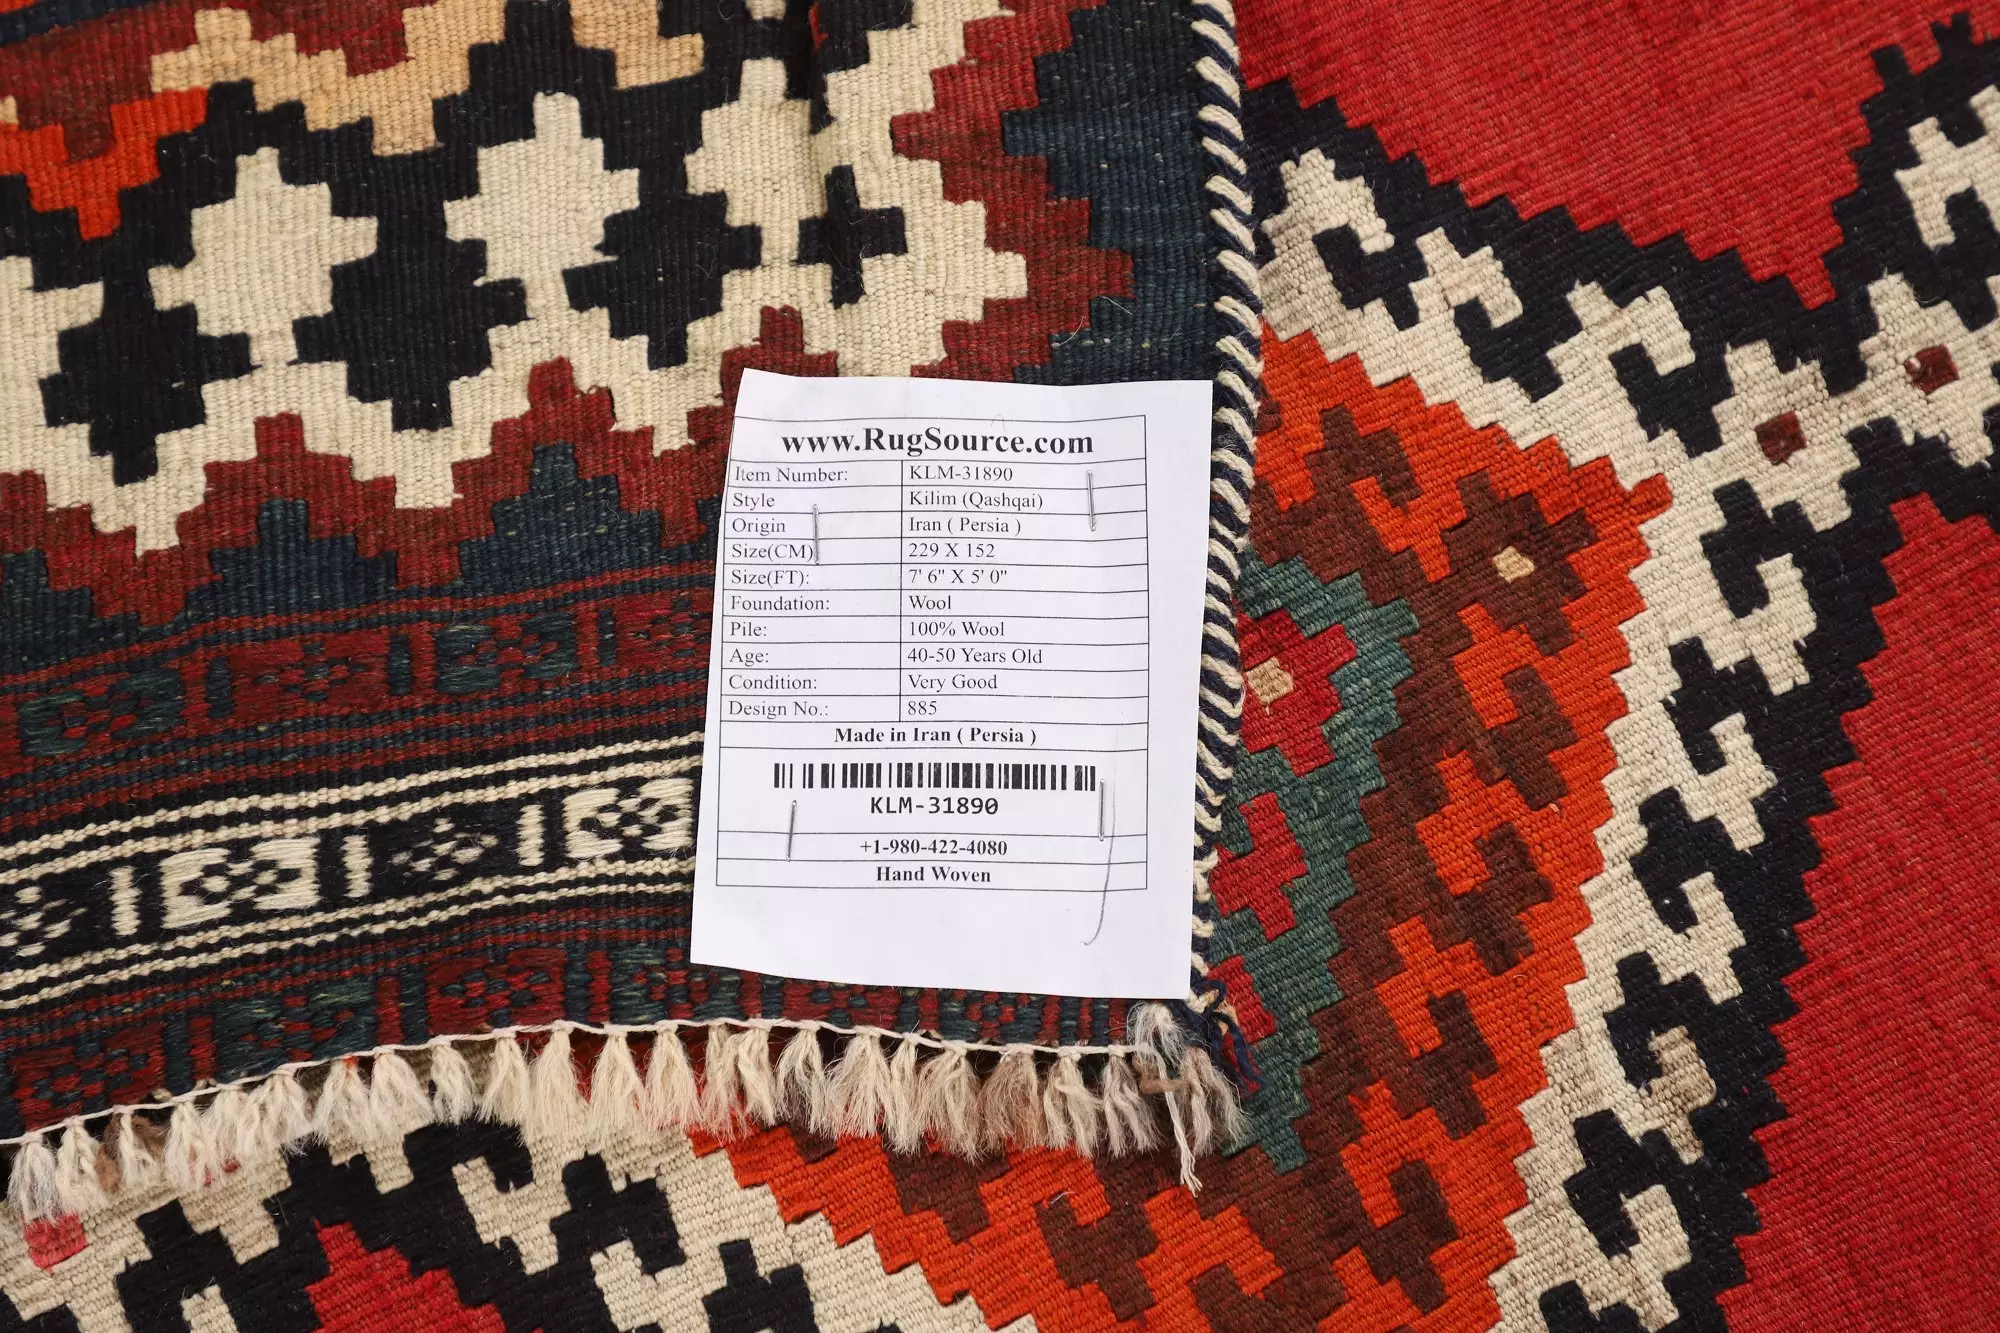 www.RugSource.com
Item Number: KLM-31890
Style Kilim (Qashqai)
Origin Iran ( Persia )
Size(CM) 229 X 152
Size(FT): 7' 6" X 5' 0"
Foundation: Wool
Pile: 100% Wool
Age: 40-50 Years Old
Condition: Very Good
Design No.: 885
Made in Iran ( Persia )
KLM-31890
+1-980-422-4080
Hand Woven